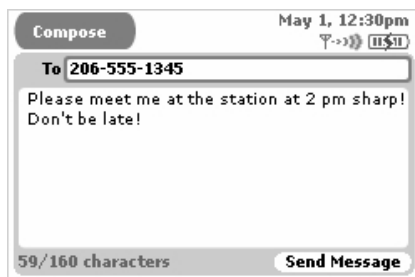 Compose
May 1, 12:30pm
To 206-555-1345
Please meet me at the station at 2 pm sharp!
Don't be late!
59/160 characters
Send Message